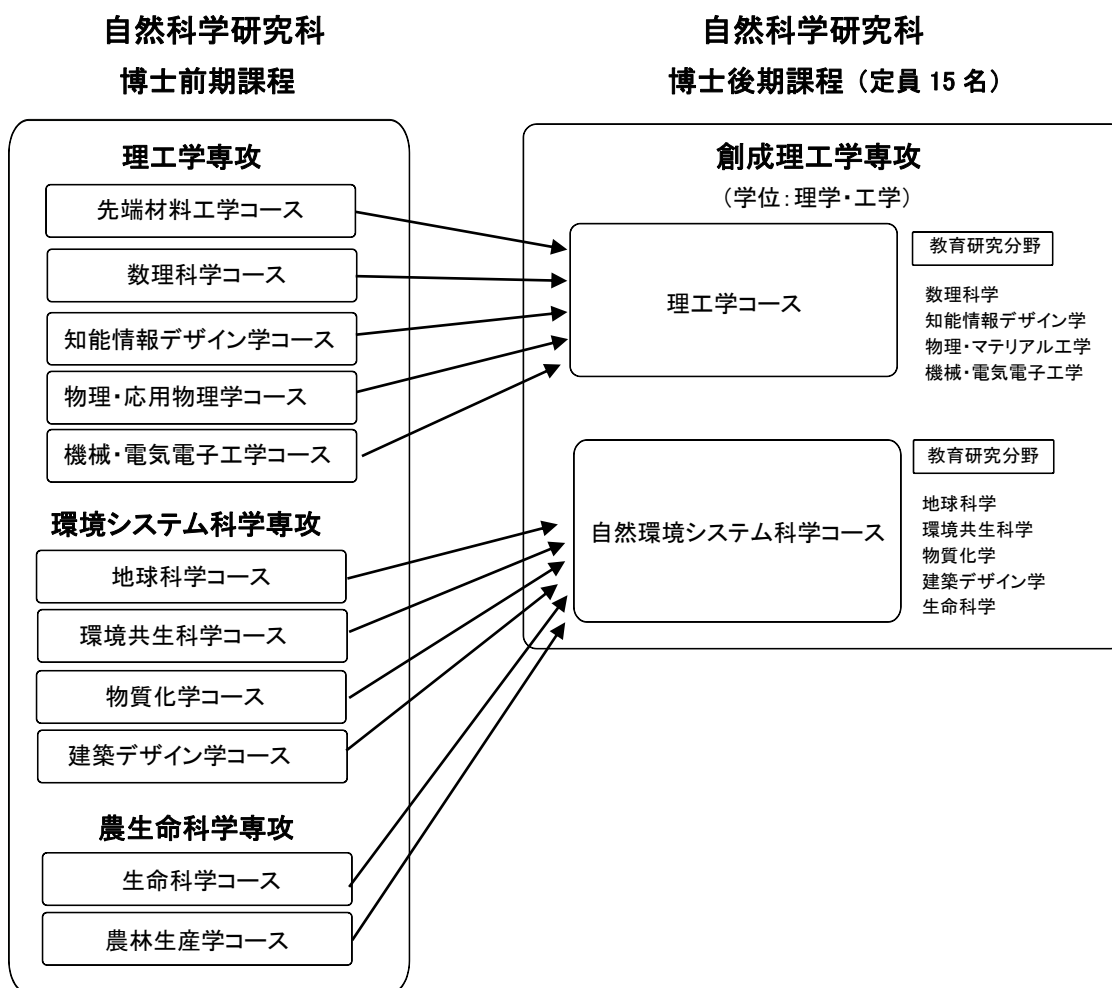 自然科学研究科
博士前期課程
理工学専攻
先端材料工学コース
数理科学コース
知能情報デザイン学コース
物理・応用物理学コース
機械・電気電子工学コース
環境システム科学専攻
地球科学コース
環境共生科学コース
物質化学コース
建築デザイン学コース
農生命科学専攻
生命科学コース
農林生産学コース
自然科学研究科
博士後期課程（定員 15 名）
創成理工学専攻
（学位：理学・工学）
理工学コース
教育研究分野
数理科学
知能情報デザイン学
物理・マテリアル工学
機械・電気電子工学
自然環境システム科学コース
教育研究分野
地球科学
環境共生科学
物質化学
建築デザイン学
生命科学